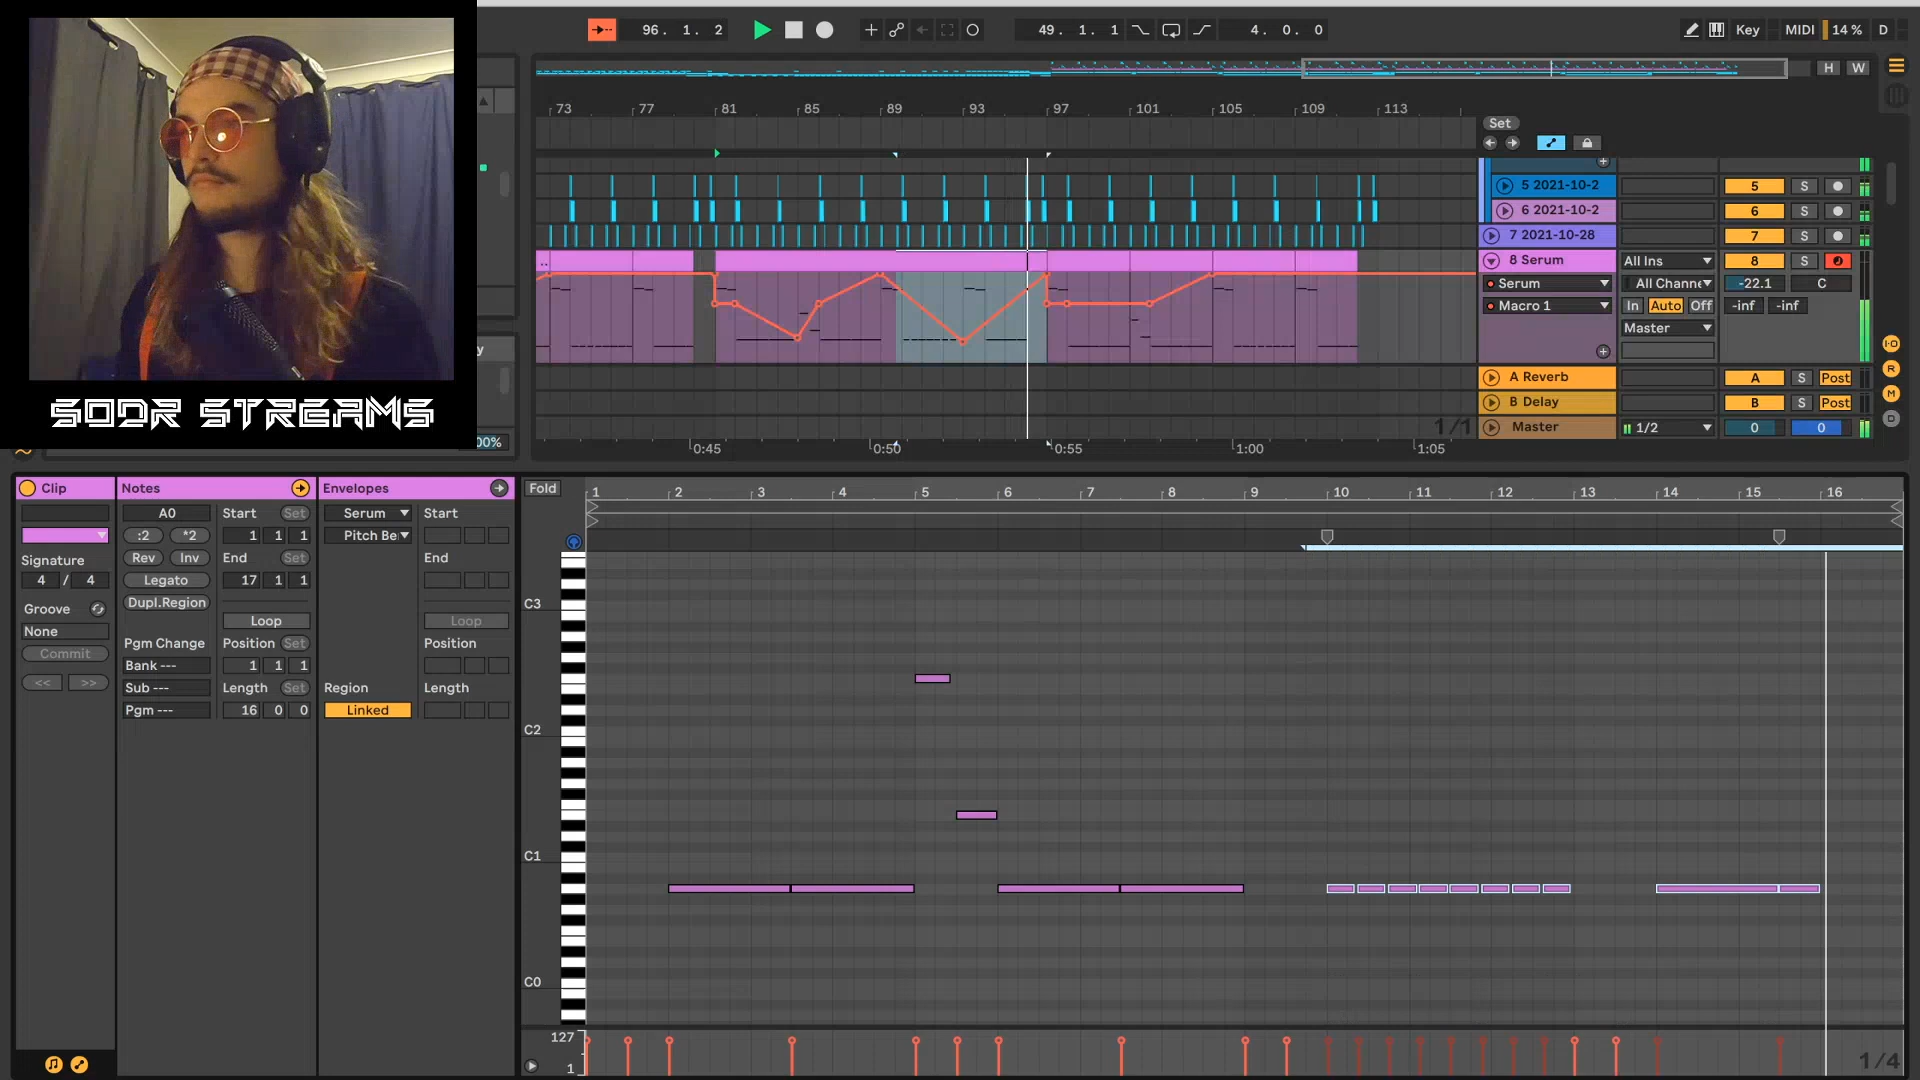 96. 1. 2
49. 1. 1
4. 0. 0
Key
MIDI
14 %
D
H
W
73 77 81 85 89 93 97 101 105 109 113
Set
5 2021-10-2
5
S
6 2021-10-2
6
S
7 2021-10-28
7
S
8 Serum
All Ins
8
S
Serum
All Channe
-22.1
C
Macro 1
In
Auto
Off
-inf
-inf
Master
A Reverb
A
S
Post
B Delay
B
S
Post
Master
1/2
0
0
1/1
I·O
R
M
D
0:45 0:50 0:55 1:00 1:05
SODR STREAMS
y
00%
Clip
Notes
Envelopes
Fold
1 2 3 4 5 6 7 8 9 10 11 12 13 14 15 16
A0
Start
Set
Serum
Start
:2
*2
1 1 1
Pitch Be
Signature
Rev
Inv
End
Set
End
4 / 4
Legato
17 1 1
Groove
Dupl.Region
None
Loop
Loop
Commit
Pgm Change
Position
Set
Position
Bank ---
1 1 1
<<
>>
Sub ---
Length
Set
Region
Length
Pgm ---
16 0 0
Linked
C3
C2
C1
C0
127
1
1/4